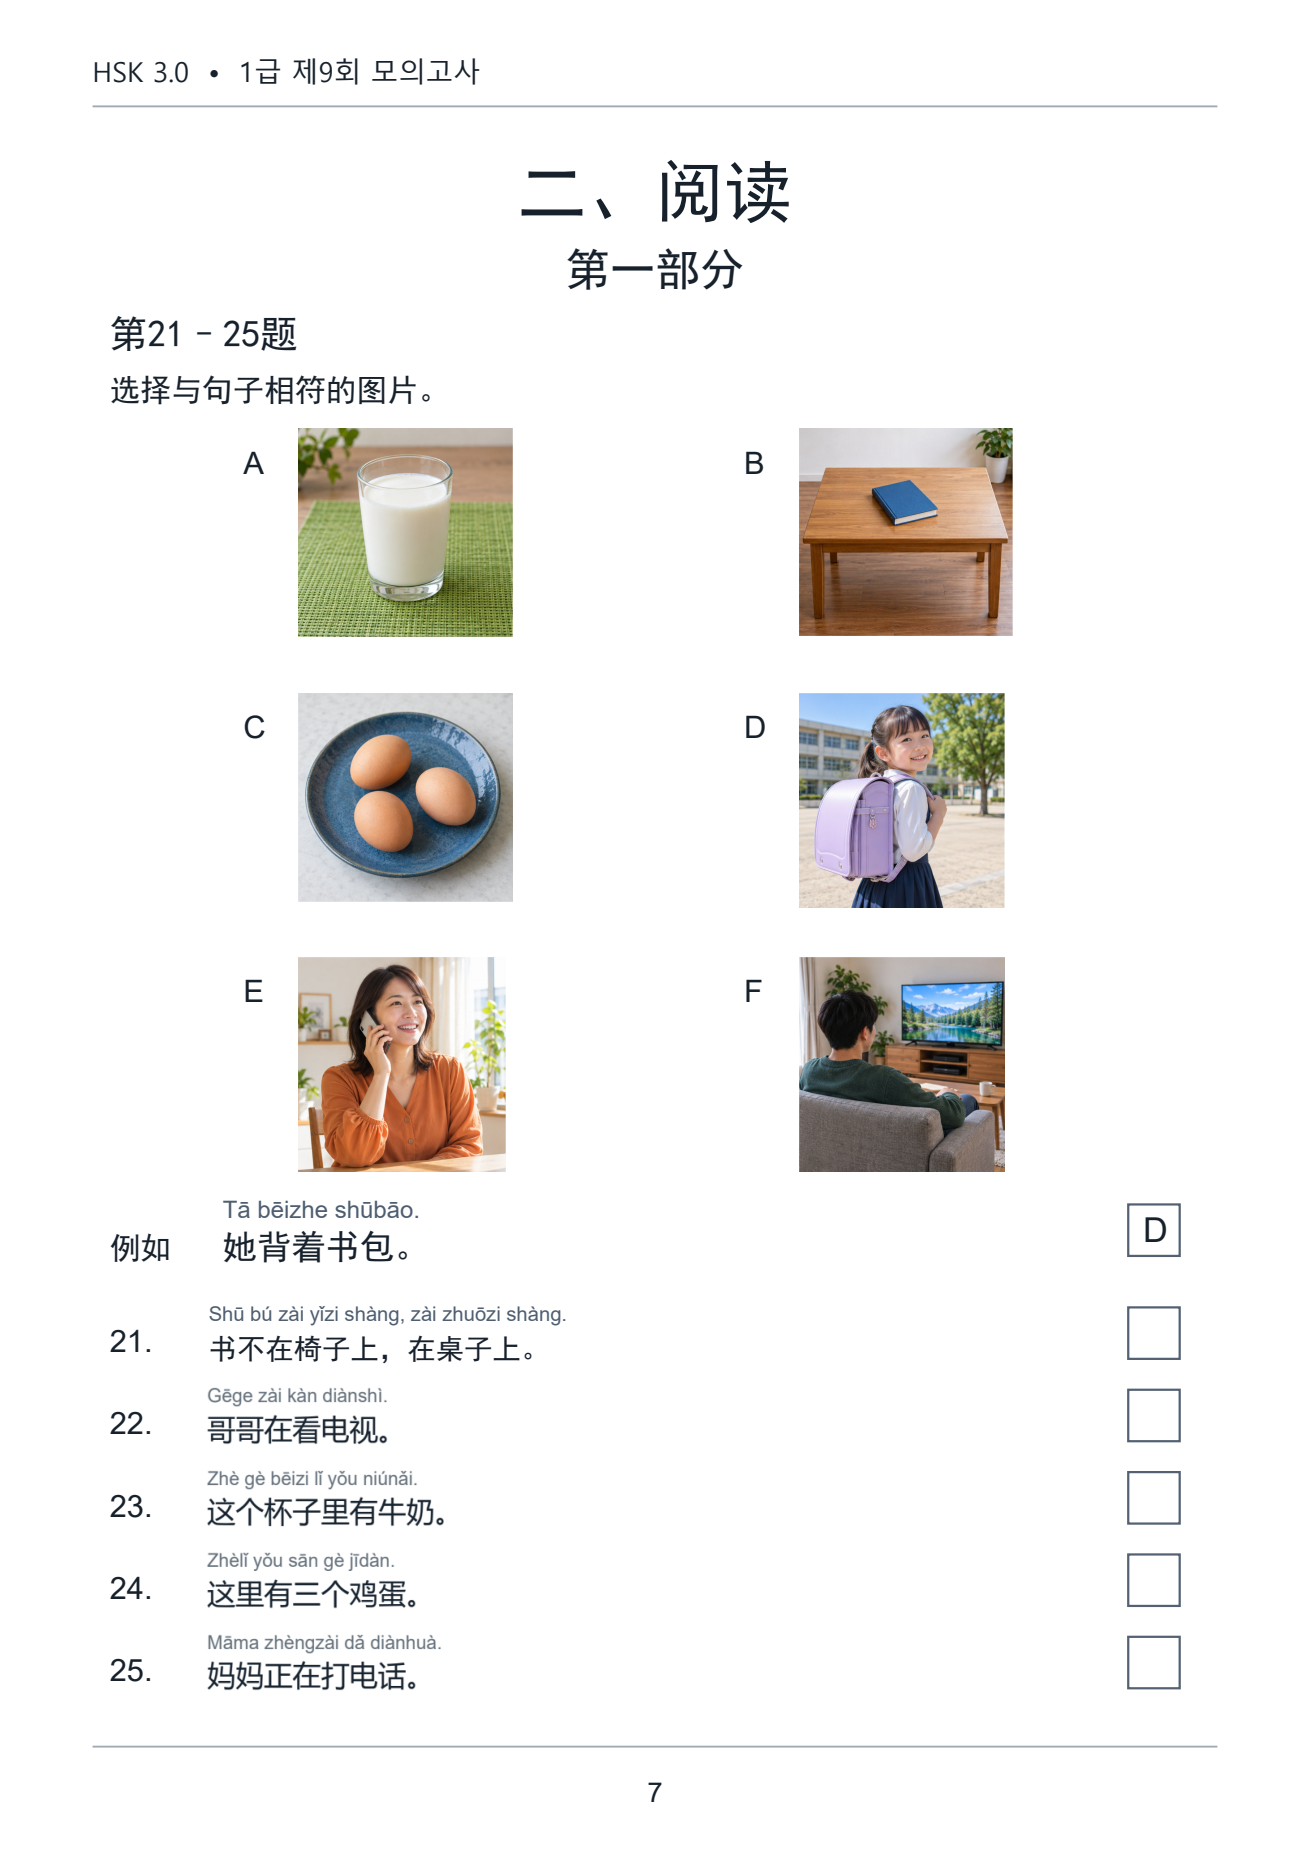 HSK 3.0 • 1급 제9회 모의고사
二、阅读
第一部分
第21－25题
选择与句子相符的图片。
A
B
C
D
E
F
Tā bēizhe shūbāo.
例如 她背着书包。 D
Shū bú zài yǐzi shàng, zài zhuōzi shàng.
21. 书不在椅子上，在桌子上。
Gēge zài kàn diànshì.
22. 哥哥在看电视。
Zhè gè bēizi lǐ yǒu niúnǎi.
23. 这个杯子里有牛奶。
Zhèlǐ yǒu sān gè jīdàn.
24. 这里有三个鸡蛋。
Māma zhèngzài dǎ diànhuà.
25. 妈妈正在打电话。
7